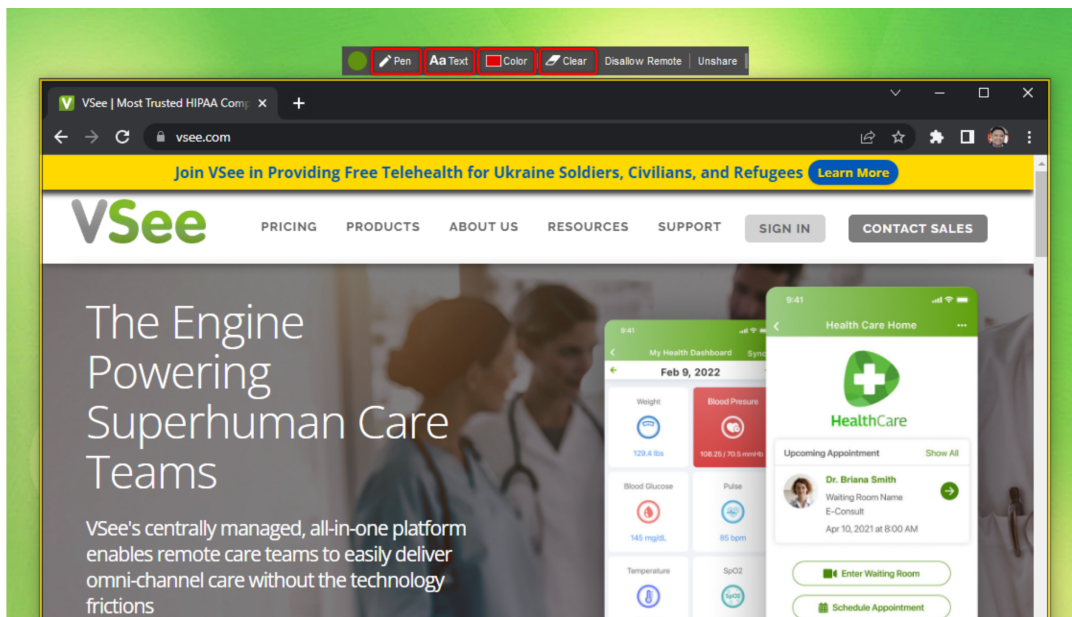 Pen Aa Text Color Clear Disallow Remote Unshare
VSee | Most Trusted HIPAA Comp
vsee.com
Join VSee in Providing Free Telehealth for Ukraine Soldiers, Civilians, and Refugees Learn More
VSee PRICING PRODUCTS ABOUT US RESOURCES SUPPORT SIGN IN CONTACT SALES
The Engine
Powering
Superhuman Care
Teams
VSee's centrally managed, all-in-one platform
enables remote care teams to easily deliver
omni-channel care without the technology
frictions
9:41
My Health Dashboard Sync
Feb 9, 2022
Weight Blood Presure
129.4 lbs 108.25 / 70.5 mmHb
Blood Glucose Pulse
145 mg/dL 85 bpm
Temperature SpO2
SpO2
9:41
Health Care Home
HealthCare
Upcoming Appointment Show All
Dr. Briana Smith
Waiting Room Name
E-Consult
Apr 10, 2021 at 8:00 AM
Enter Waiting Room
Schedule Appointment